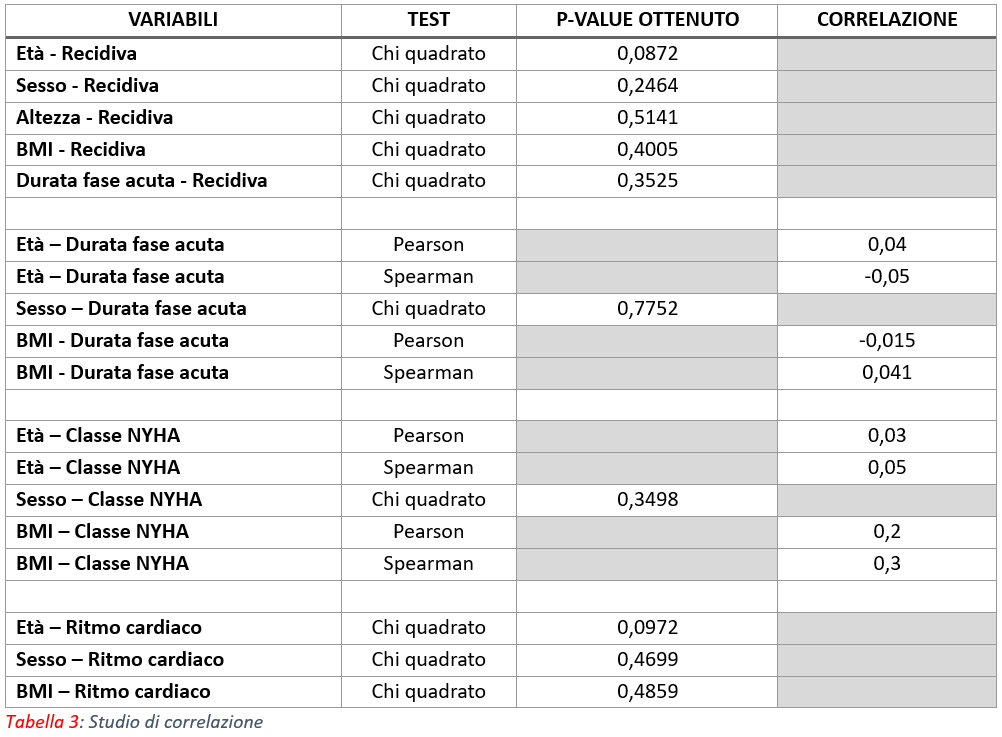 VARIABILI TEST P-VALUE OTTENUTO CORRELAZIONE
Età - Recidiva Chi quadrato 0,0872
Sesso - Recidiva Chi quadrato 0,2464
Altezza - Recidiva Chi quadrato 0,5141
BMI - Recidiva Chi quadrato 0,4005
Durata fase acuta - Recidiva Chi quadrato 0,3525
Età – Durata fase acuta Pearson 0,04
Età – Durata fase acuta Spearman -0,05
Sesso – Durata fase acuta Chi quadrato 0,7752
BMI - Durata fase acuta Pearson -0,015
BMI - Durata fase acuta Spearman 0,041
Età – Classe NYHA Pearson 0,03
Età – Classe NYHA Spearman 0,05
Sesso – Classe NYHA Chi quadrato 0,3498
BMI – Classe NYHA Pearson 0,2
BMI – Classe NYHA Spearman 0,3
Età – Ritmo cardiaco Chi quadrato 0,0972
Sesso – Ritmo cardiaco Chi quadrato 0,4699
BMI – Ritmo cardiaco Chi quadrato 0,4859
Tabella 3: Studio di correlazione